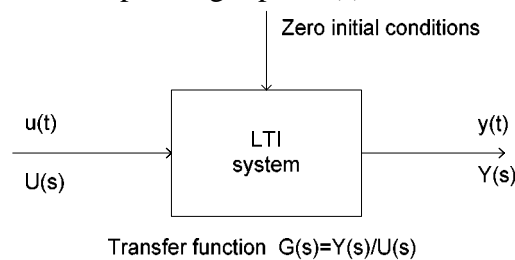 Zero initial conditions
u(t)
U(s)
LTI
system
y(t)
Y(s)
Transfer function G(s)=Y(s)/U(s)